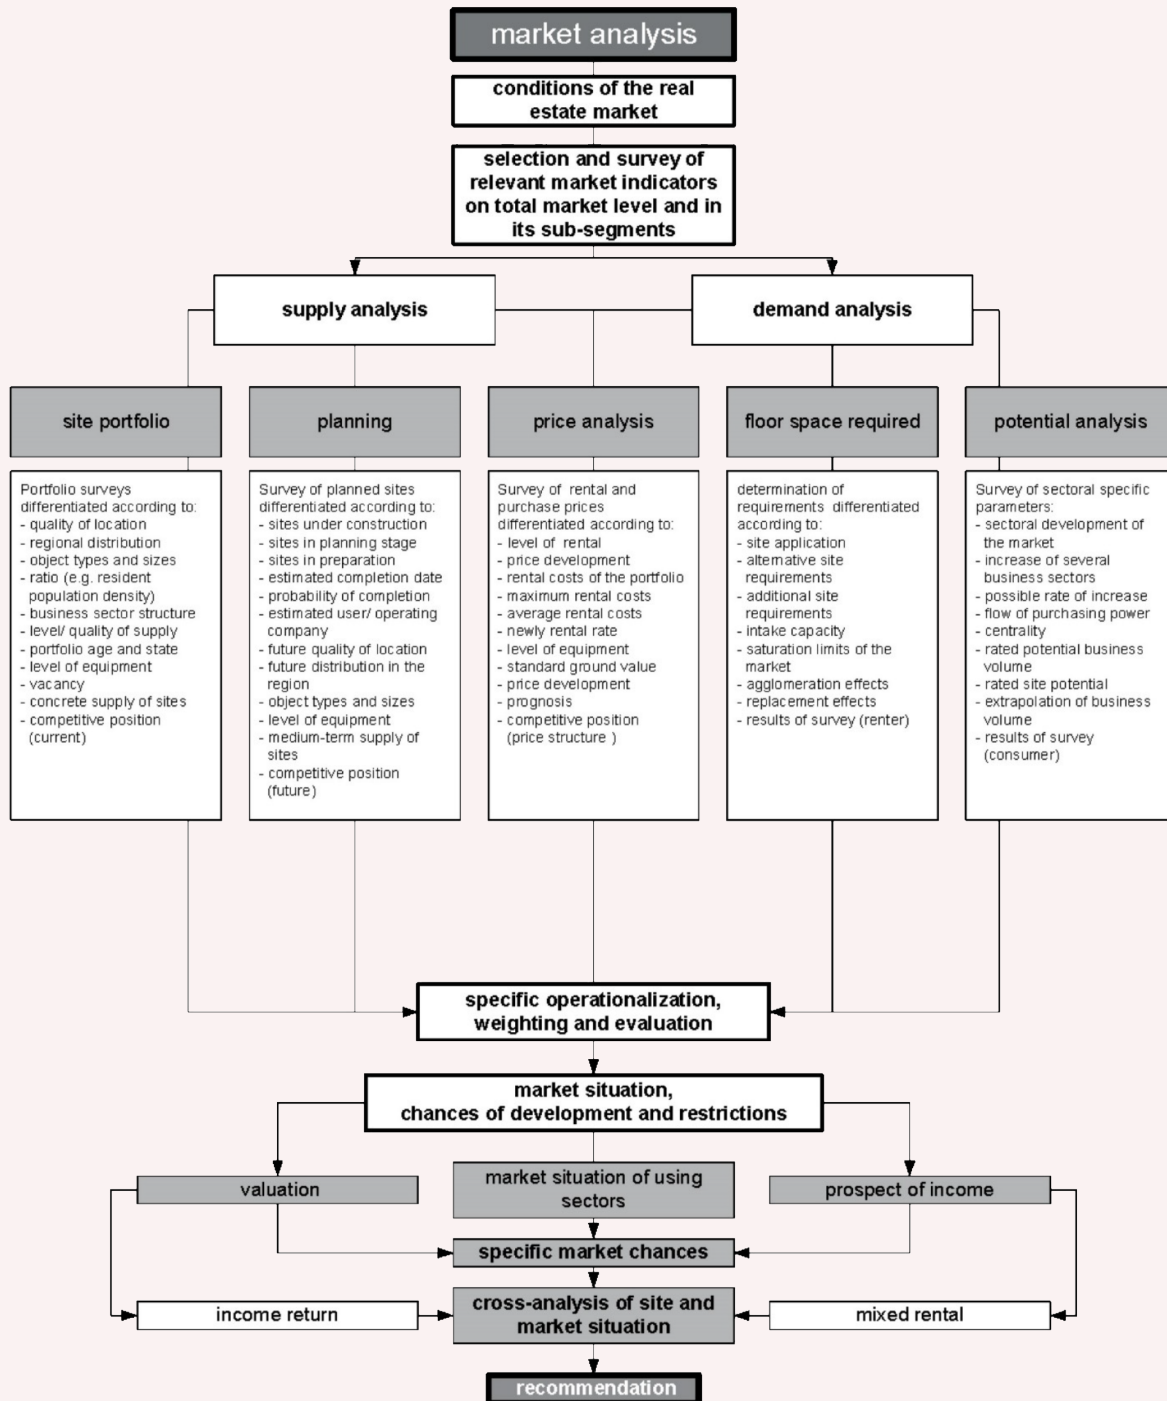 market analysis
conditions of the real
estate market
selection and survey of
relevant market indicators
on total market level and in
its sub-segments
supply analysis
demand analysis
site portfolio
planning
price analysis
floor space required
potential analysis
Portfolio surveys
differentiated according to:
- quality of location
- regional distribution
- object types and sizes
- ratio (e.g. resident
population density)
- business sector structure
- level/ quality of supply
- portfolio age and state
- level of equipment
- vacancy
- concrete supply of sites
- competitive position
(current)
Survey of planned sites
differentiated according to:
- sites under construction
- sites in planning stage
- sites in preparation
- estimated completion date
- probability of completion
- estimated user/ operating
company
- future quality of location
- future distribution in the
region
- object types and sizes
- level of equipment
- medium-term supply of
sites
- competitive position
(future)
Survey of rental and
purchase prices
differentiated according to:
- level of rental
- price development
- rental costs of the portfolio
- maximum rental costs
- average rental costs
- newly rental rate
- level of equipment
- standard ground value
- price development
- prognosis
- competitive position
(price structure )
determination of
requirements differentiated
according to:
- site application
- alternative site
requirements
- additional site
requirements
- intake capacity
- saturation limits of the
market
- agglomeration effects
- replacement effects
- results of survey (renter)
Survey of sectoral specific
parameters:
- sectoral development of
the market
- increase of several
business sectors
- possible rate of increase
- flow of purchasing power
- centrality
- rated potential business
volume
- rated site potential
- extrapolation of business
volume
- results of survey
(consumer)
specific operationalization,
weighting and evaluation
market situation,
chances of development and restrictions
valuation
market situation of using
sectors
prospect of income
specific market chances
income return
cross-analysis of site and
market situation
mixed rental
recommendation